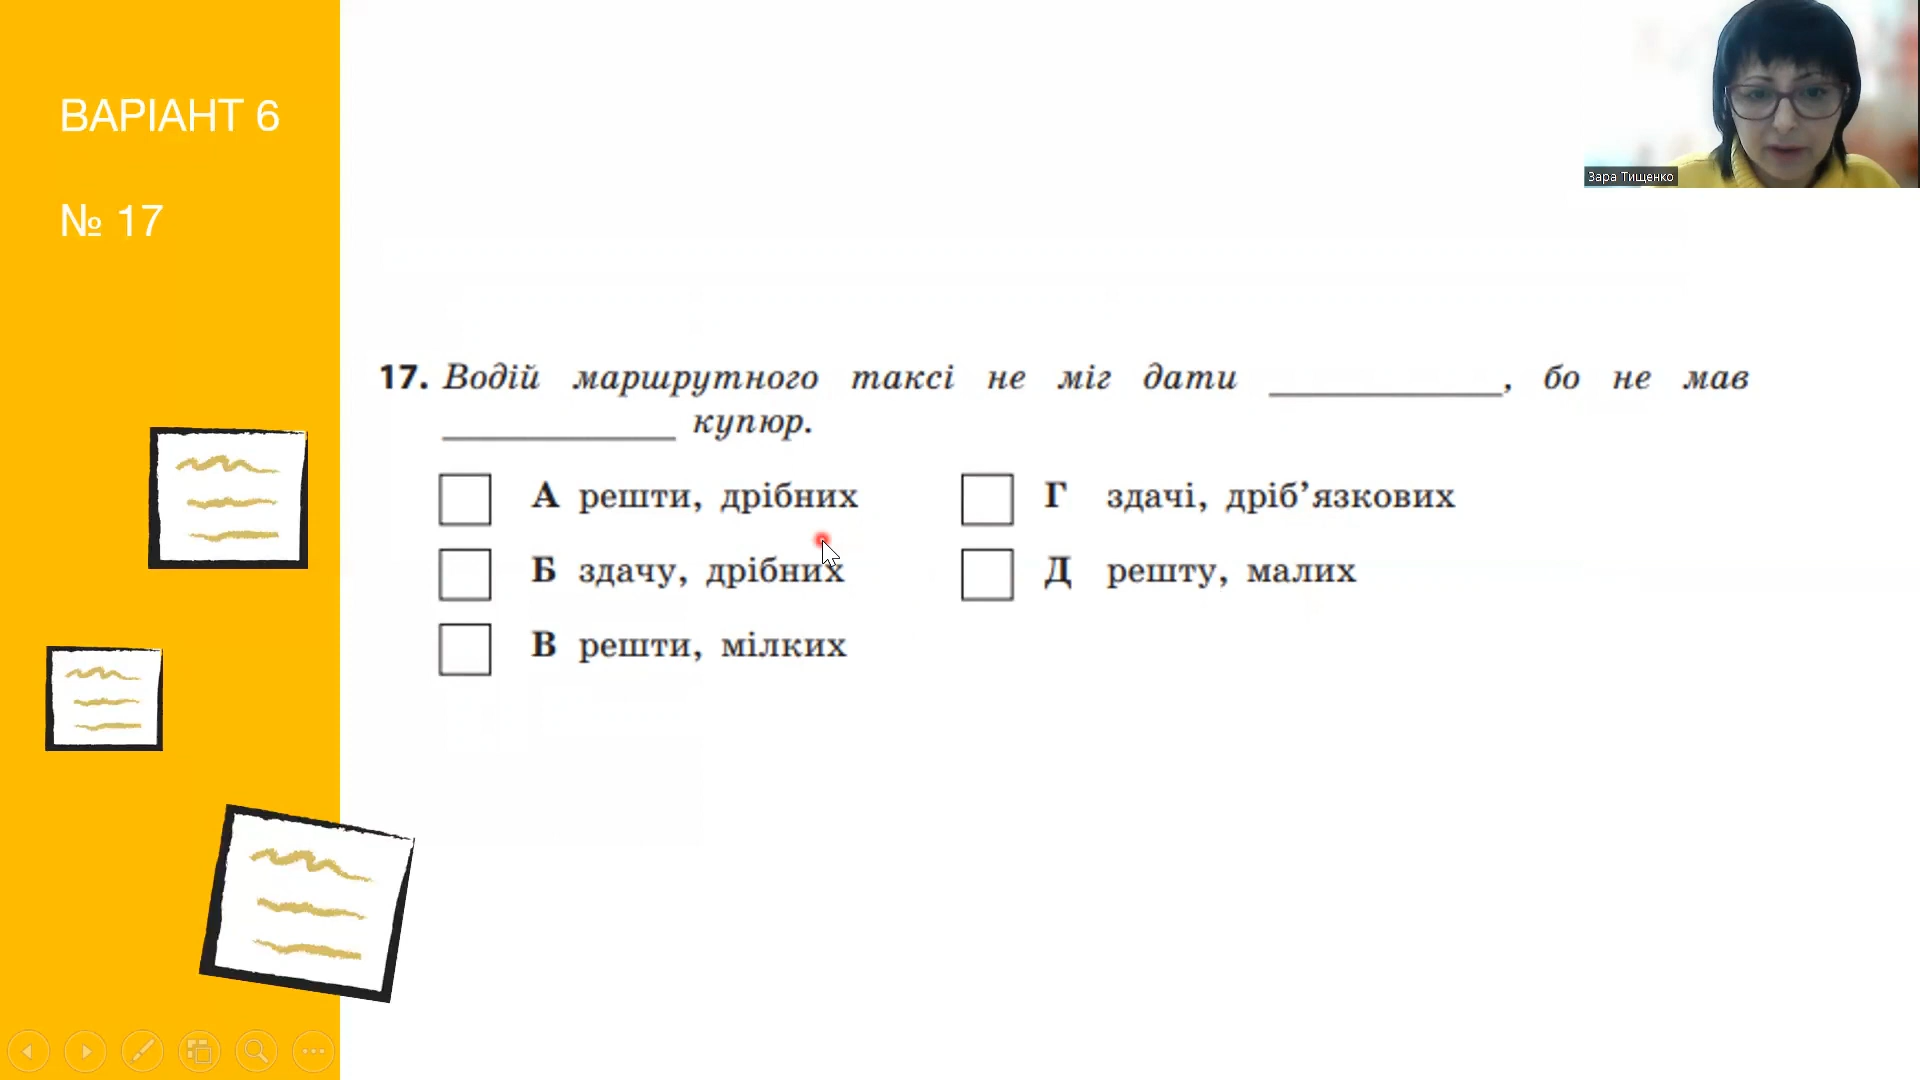 ВАРІАНТ 6
№ 17
Зара Тищенко
17. Водій маршрутного таксі не міг дати ____________, бо не мав
____________ купюр.
А решти, дрібних
Г здачі, дріб’язкових
Б здачу, дрібних
Д решту, малих
В решти, мілких